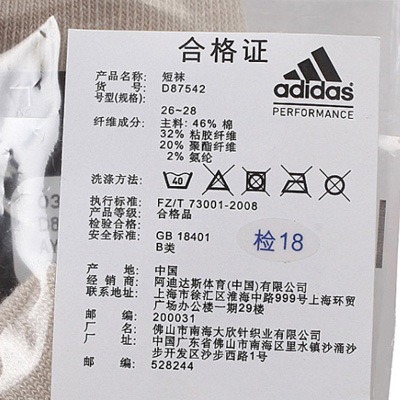 合格证
产品名称: 短袜
货 号: D87542
号型(规格):
26~28
纤维成分: 主料: 46% 棉
32% 粘胶纤维
20% 聚酯纤维
2% 氨纶
adidas
PERFORMANCE
洗涤方法:
40
执行标准: FZ/T 73001-2008
产品等级: 合格品
检验合格:
安全标准: GB 18401
B类
检18
产 地: 中国
经 销 商: 阿迪达斯体育(中国)有限公司
联系地址: 上海市徐汇区淮海中路999号上海环贸
广场办公楼一期29层
邮 编: 200031
厂 名: 佛山市南海大欣针织业有限公司
厂 址: 中国广东省佛山市南海区里水镇沙涌沙
步开发区沙步西路1号
邮 编: 528244